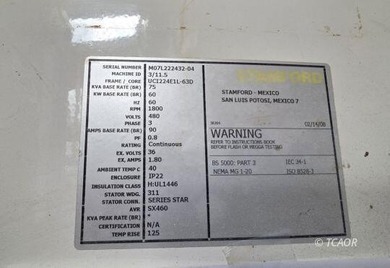 SERIAL NUMBER M07L222432-04
MACHINE ID 3/11.5
FRAME / CORE UCI224E1L-63D
KVA BASE RATE (BR) 75
KW BASE RATE (BR) 60
HZ 60
RPM 1800
VOLTS 480
PHASE 3
AMPS BASE RATE (BR) 90
PF 0.8
RATING Continuous
EX. VOLTS 36
EX. AMPS 1.80
AMBIENT TEMP C 40
ENCLOSURE IP22
INSULATION CLASS H:UL1446
STATOR WDG. 311
STATOR CONN. SERIES STAR
AVR SX460
KVA PEAK RATE (*)
CERTIFICATION N/A
TEMP RISE 125
STAMFORD
STAMFORD - MEXICO
SAN LUIS POTOSI, MEXICO 7
WARNING
REFER TO INSTRUCTIONS BOOK
BEFORE FLASH OR MEGGA TESTING
BS 5000: PART 3 IEC 34-1
NEMA MG 1-20 ISO 8528-3
© TCAOR